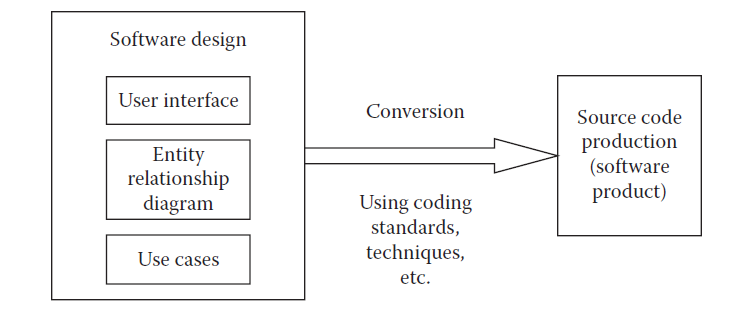 Software design
User interface
Entity
relationship
diagram
Use cases
Conversion
Using coding
standards,
techniques,
etc.
Source code
production
(software
product)